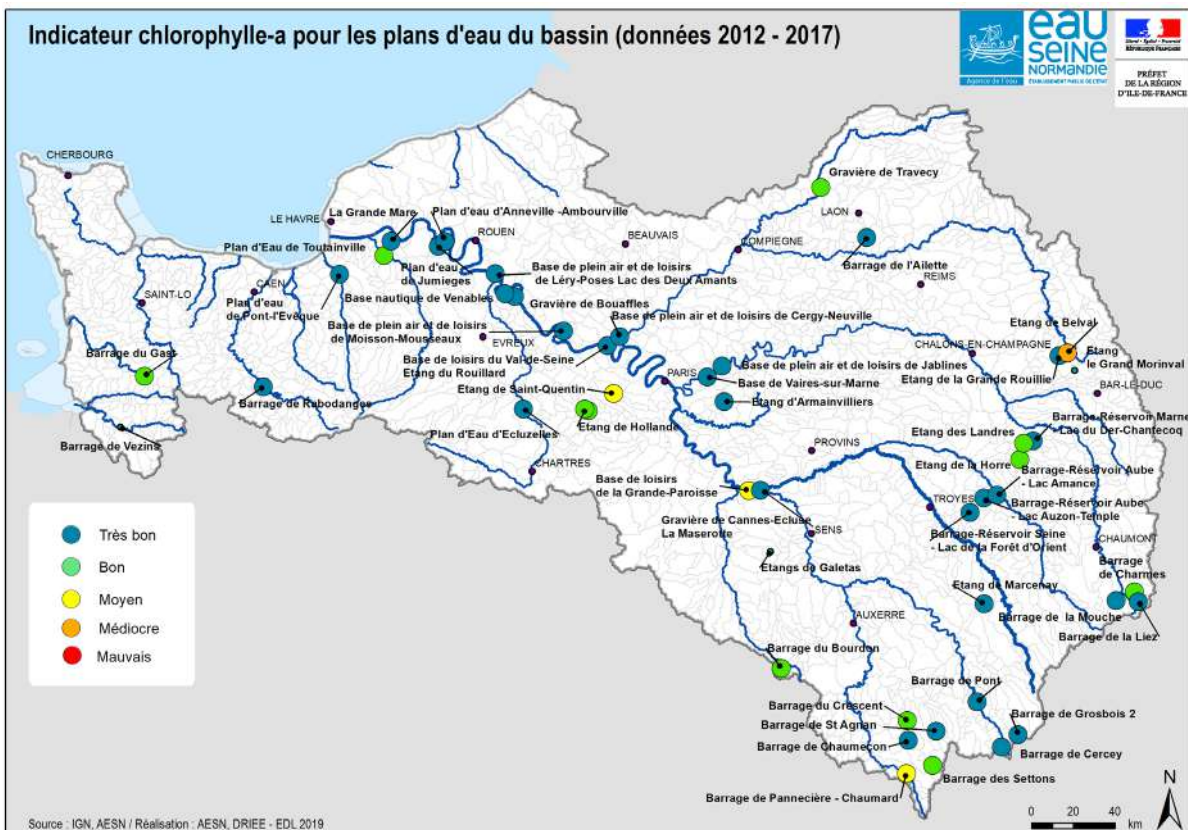 Indicateur chlorophylle-a pour les plans d'eau du bassin (données 2012 - 2017)
eau
SEINE
NORMANDIE
Agence de l'eau
ÉTABLISSEMENT PUBLIC DE L'ÉTAT
Liberté • Égalité • Fraternité
RÉPUBLIQUE FRANÇAISE
PRÉFET
DE LA RÉGION
D'ILE-DE-FRANCE
CHERBOURG
Gravière de Travecy
LAON
LE HAVRE
La Grande Mare
Plan d'eau d'Anneville -Ambourville
ROUEN
BEAUVAIS
COMPIEGNE
Plan d'Eau de Toutainville
Plan d'eau
de Jumieges
Base de plein air et de loisirs
de Léry-Poses Lac des Deux Amants
Barrage de l'Ailette
REIMS
SAINT-LO
CAEN
Plan d'eau
de Pont-l'Evêque
Base nautique de Venables
Gravière de Bouaffles
Base de plein air et de loisirs de Cergy-Neuville
Base de plein air et de loisirs
de Moisson-Mousseaux
EVREUX
Etang de Belval
Barrage du Gast
Base de loisirs du Val-de-Seine
Etang du Rouillard
PARIS
Base de plein air et de loisirs de Jablines
CHALONS-EN-CHAMPAGNE
Etang de la Grande Rouillie
Etang
le Grand Morinval
Etang de Saint-Quentin
Base de Vaires-sur-Marne
BAR-LE-DUC
Barrage de Rabodanges
Etang d'Armainvilliers
Barrage de Vezins
Plan d'Eau d'Ecluzelles
Etang de Hollande
PROVINS
Etang des Landres
Barrage-Réservoir Marne
- Lac du Der-Chantecoq
CHARTRES
Etang de la Horre
Barrage-Réservoir Aube
- Lac Amance
Base de loisirs
de la Grande-Paroisse
TROYES
Barrage-Réservoir Aube
- Lac Auzon-Temple
Gravière de Cannes-Ecluse
La Maserotte
SENS
Barrage-Réservoir Seine
- Lac de la Forêt d'Orient
CHAUMONT
Etangs de Galetas
Barrage
de Charmes
Etang de Marcenay
Barrage de la Mouche
AUXERRE
Barrage de la Liez
Barrage du Bourdon
Barrage de Pont
Barrage du Crescent
Barrage de Grosbois 2
Barrage de St Agnan
Barrage de Chaumecon
Barrage de Cercey
Barrage des Settons
Barrage de Pannecière - Chaumard
Très bon
Bon
Moyen
Médiocre
Mauvais
N
0 20 40
km
Source : IGN, AESN / Réalisation : AESN, DRIEE - EDL 2019